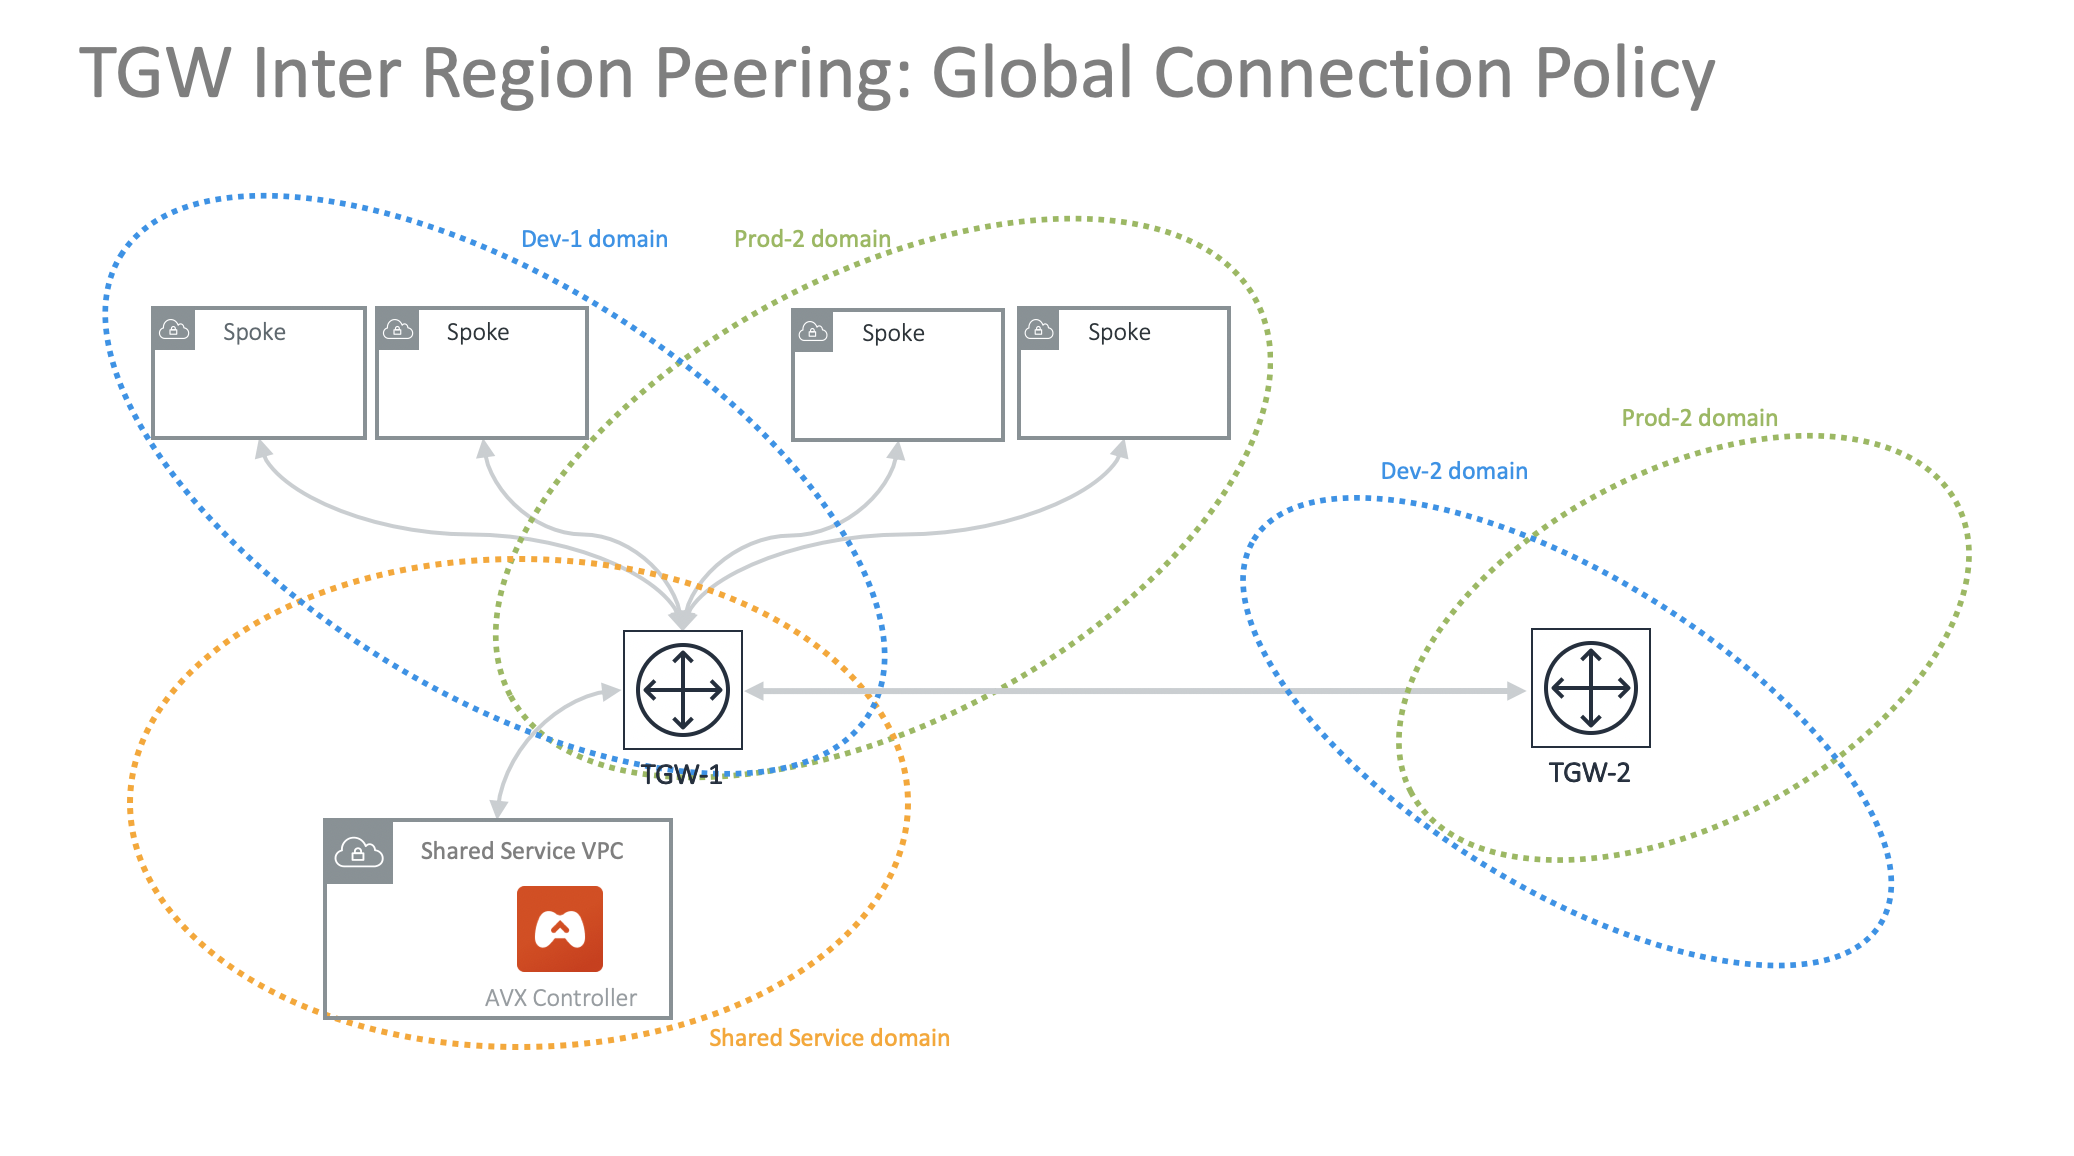 TGW Inter Region Peering: Global Connection Policy
Dev-1 domain
Prod-2 domain
Spoke
Spoke
Spoke
Spoke
Prod-2 domain
Dev-2 domain
TGW-1
TGW-2
Shared Service VPC
AVX Controller
Shared Service domain